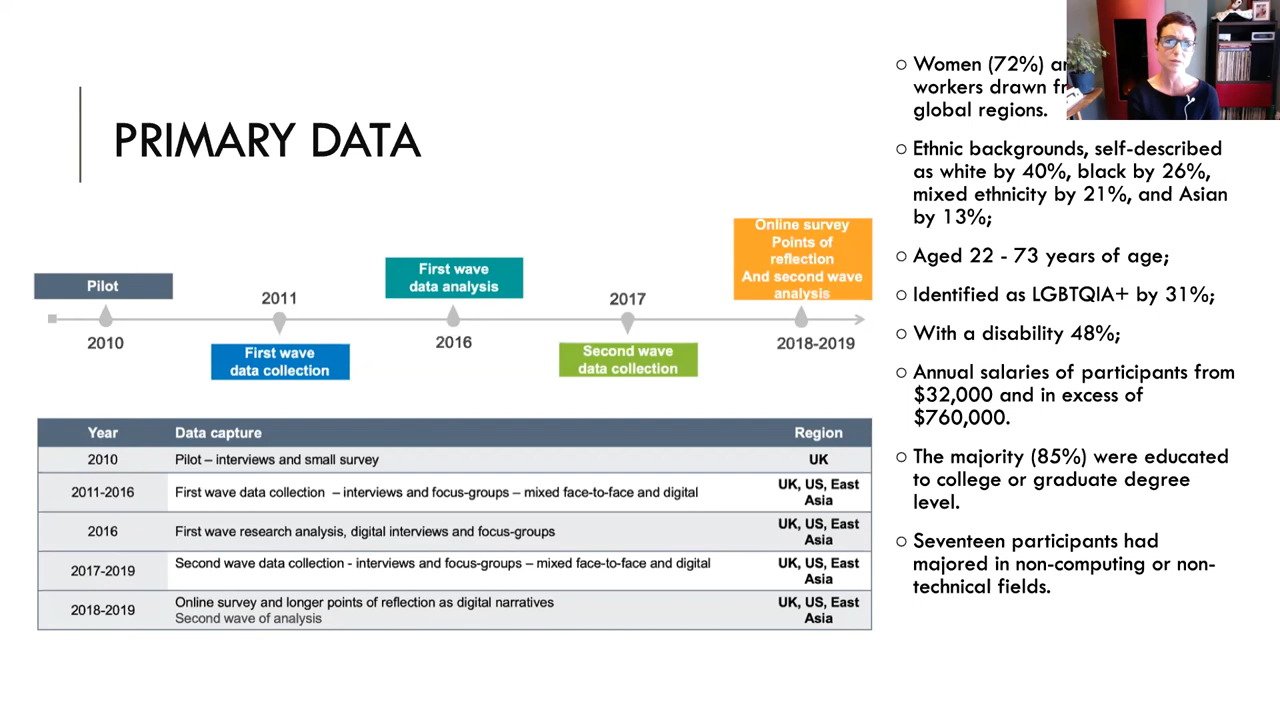 PRIMARY DATA
Pilot
2010
2011
First wave
data collection
First wave
data analysis
2016
2017
Second wave
data collection
Online survey
Points of
reflection
And second wave
analysis
2018-2019
Year Data capture Region
2010 Pilot – interviews and small survey UK
2011-2016 First wave data collection – interviews and focus-groups – mixed face-to-face and digital UK, US, East
Asia
2016 First wave research analysis, digital interviews and focus-groups UK, US, East
Asia
2017-2019 Second wave data collection - interviews and focus-groups – mixed face-to-face and digital UK, US, East
Asia
2018-2019 Online survey and longer points of reflection as digital narratives UK, US, East
Second wave of analysis Asia
Women (72%)
workers drawn
global regions.
Ethnic backgrounds, self-described
as white by 40%, black by 26%,
mixed ethnicity by 21%, and Asian
by 13%;
Aged 22 - 73 years of age;
Identified as LGBTQIA+ by 31%;
With a disability 48%;
Annual salaries of participants from
$32,000 and in excess of
$760,000.
The majority (85%) were educated
to college or graduate degree
level.
Seventeen participants had
majored in non-computing or non-
technical fields.